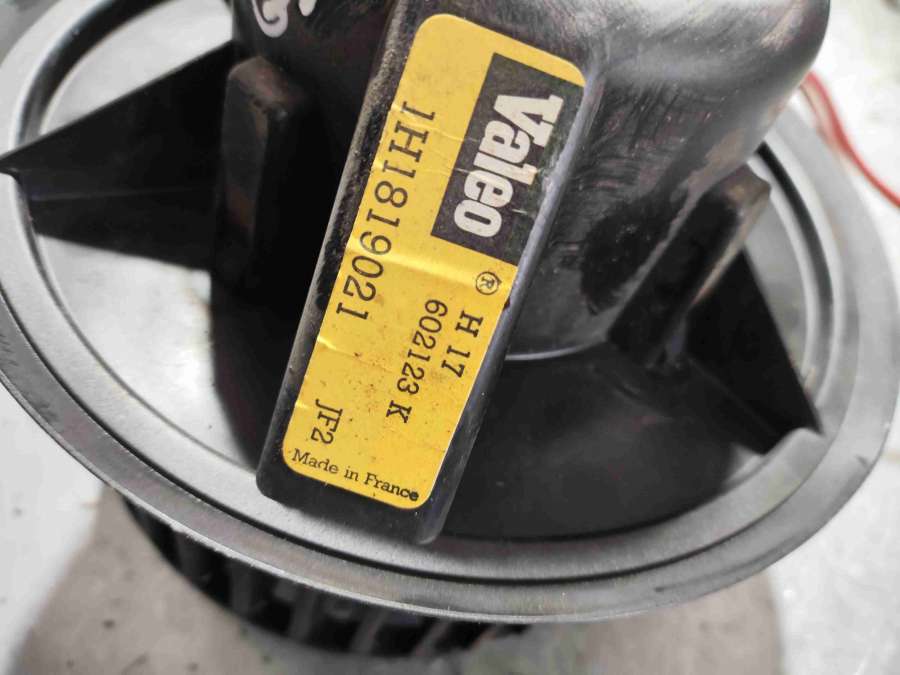 Valeo ®
1H1819021
H 17
602123 K
JF2
Made in France